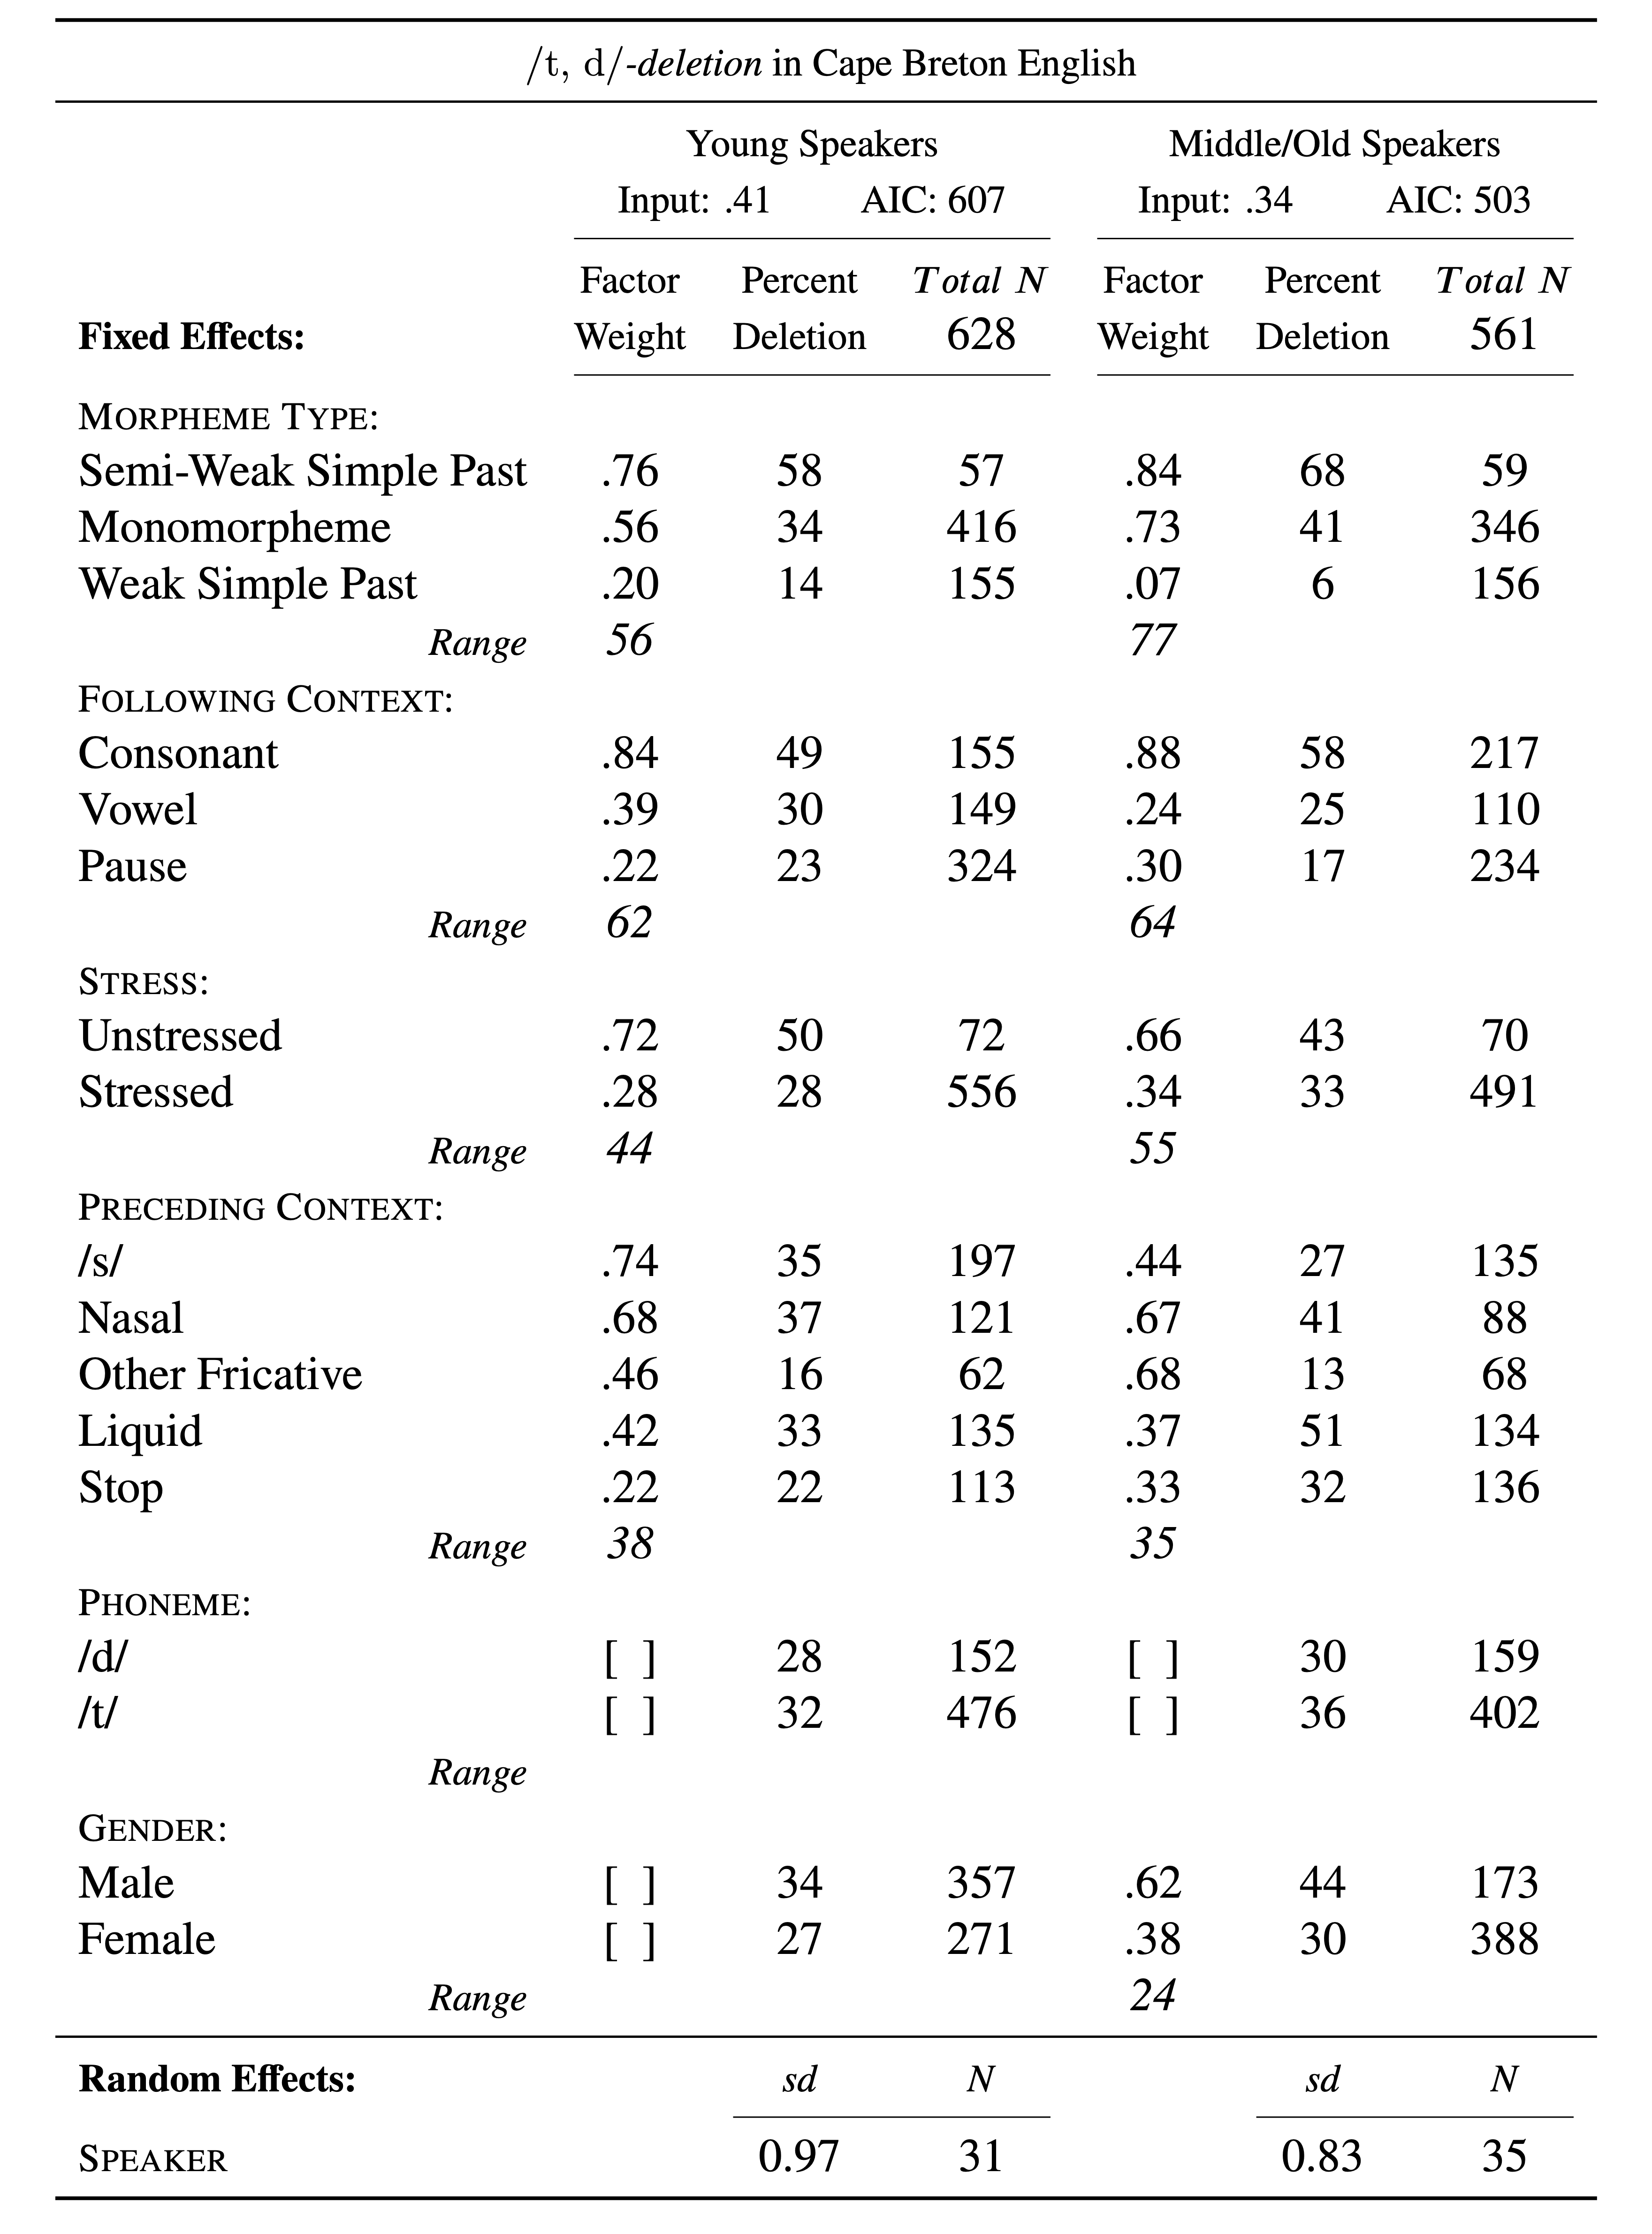 /t, d/-deletion in Cape Breton English
Young Speakers Middle/Old Speakers
Input: .41 AIC: 607 Input: .34 AIC: 503
Factor Percent Total N Factor Percent Total N
Fixed Effects: Weight Deletion 628 Weight Deletion 561
MORPHEME TYPE:
Semi-Weak Simple Past .76 58 57 .84 68 59
Monomorpheme .56 34 416 .73 41 346
Weak Simple Past .20 14 155 .07 6 156
Range 56 77
FOLLOWING CONTEXT:
Consonant .84 49 155 .88 58 217
Vowel .39 30 149 .24 25 110
Pause .22 23 324 .30 17 234
Range 62 64
STRESS:
Unstressed .72 50 72 .66 43 70
Stressed .28 28 556 .34 33 491
Range 44 55
PRECEDING CONTEXT:
/s/ .74 35 197 .44 27 135
Nasal .68 37 121 .67 41 88
Other Fricative .46 16 62 .68 13 68
Liquid .42 33 135 .37 51 134
Stop .22 22 113 .33 32 136
Range 38 35
PHONEME:
/d/ [ ] 28 152 [ ] 30 159
/t/ [ ] 32 476 [ ] 36 402
Range
GENDER:
Male [ ] 34 357 .62 44 173
Female [ ] 27 271 .38 30 388
Range 24
Random Effects: sd N sd N
SPEAKER 0.97 31 0.83 35